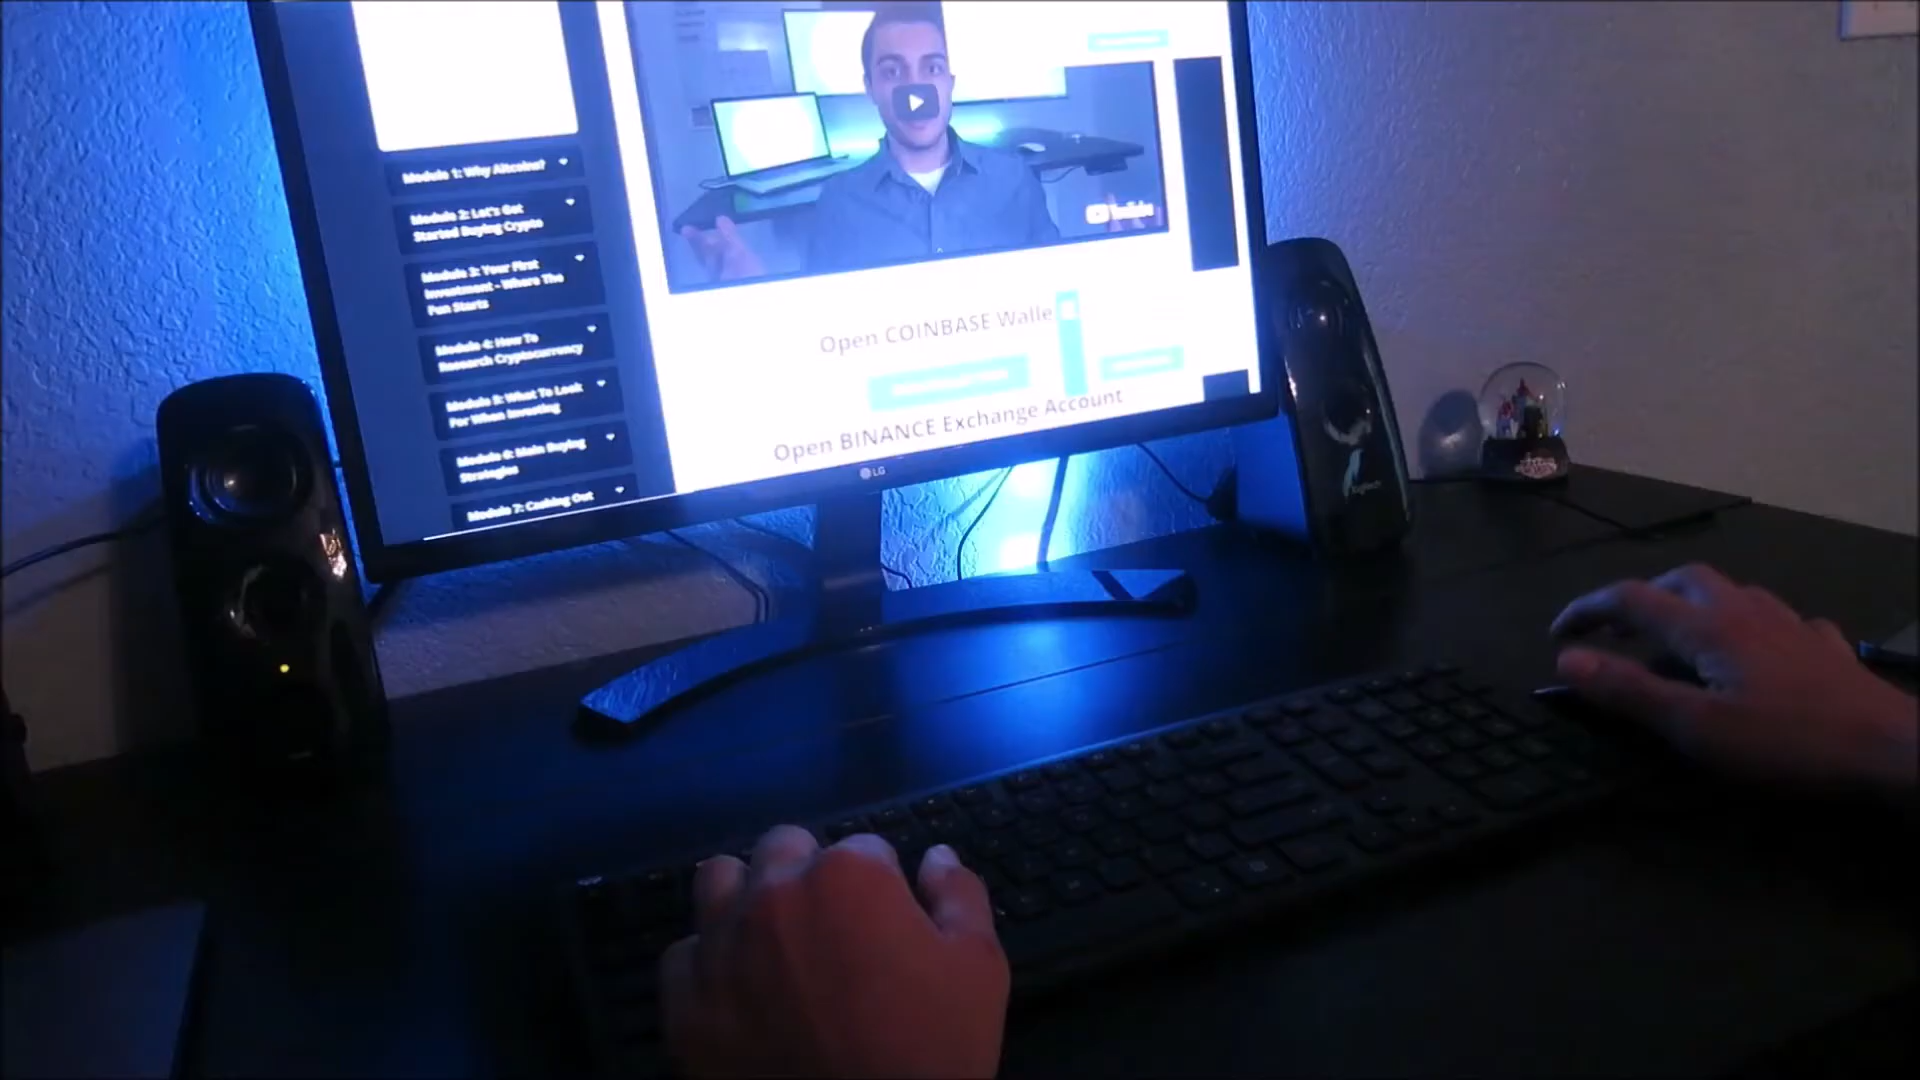 Module 1: Why Altcoins?
Module 2: Let's Get
Started Buying Crypto
Module 3: Your First
Investment - Where The
Fun Starts
Module 4: How To
Research Cryptocurrency
Module 5: What To Look
For When Investing
Module 6: Main Buying
Strategies
Module 7: Cashing Out
YouTube
Open COINBASE Walle
Open BINANCE Exchange Account
LG
Logitech